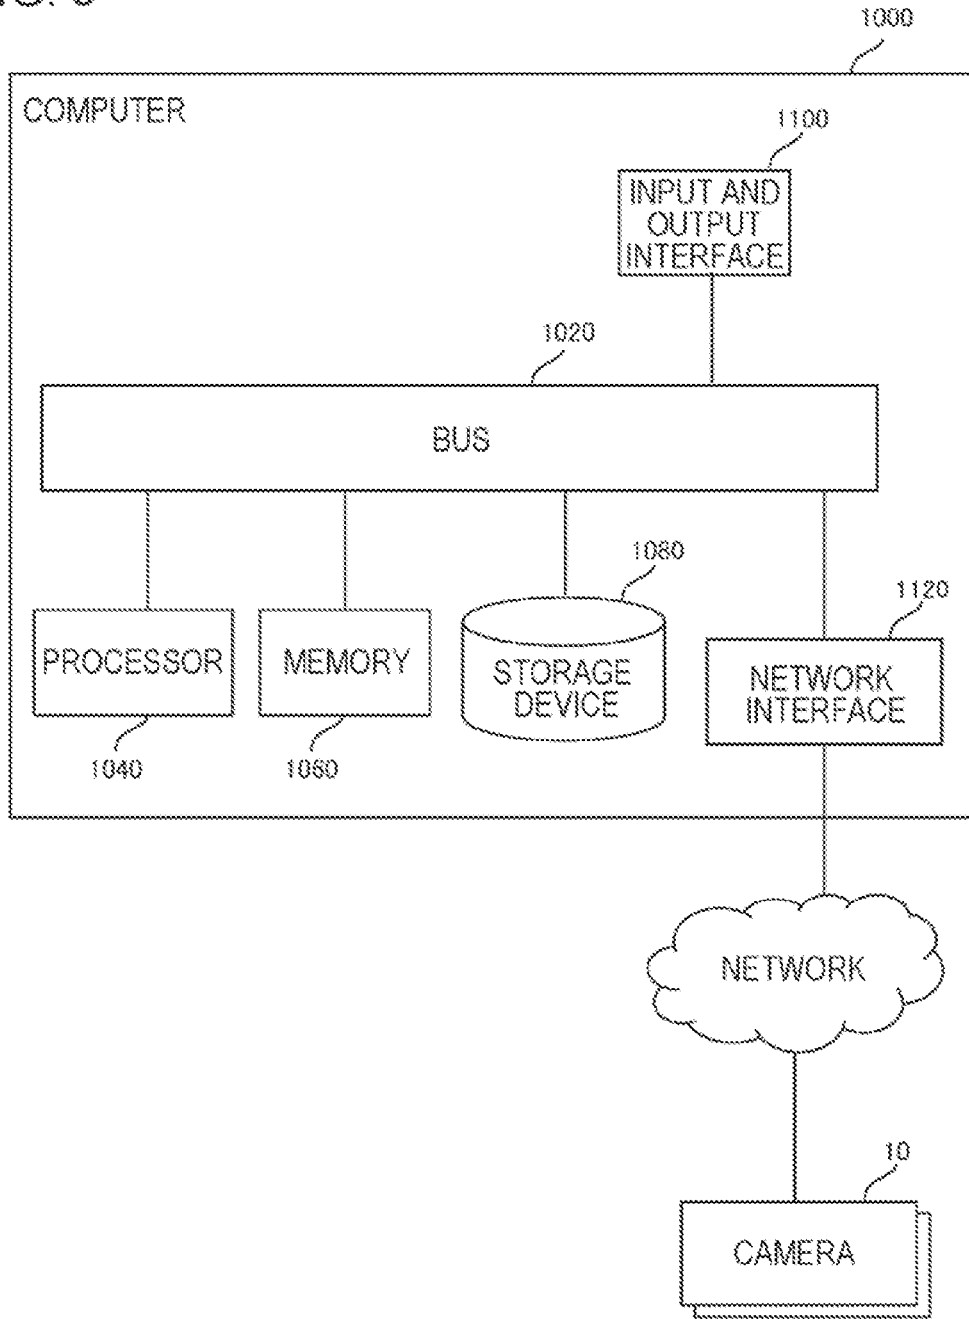 1000
COMPUTER
1100
INPUT AND
OUTPUT
INTERFACE
1020
BUS
1080
1120
PROCESSOR
MEMORY
STORAGE
DEVICE
NETWORK
INTERFACE
1040
1060
NETWORK
10
CAMERA